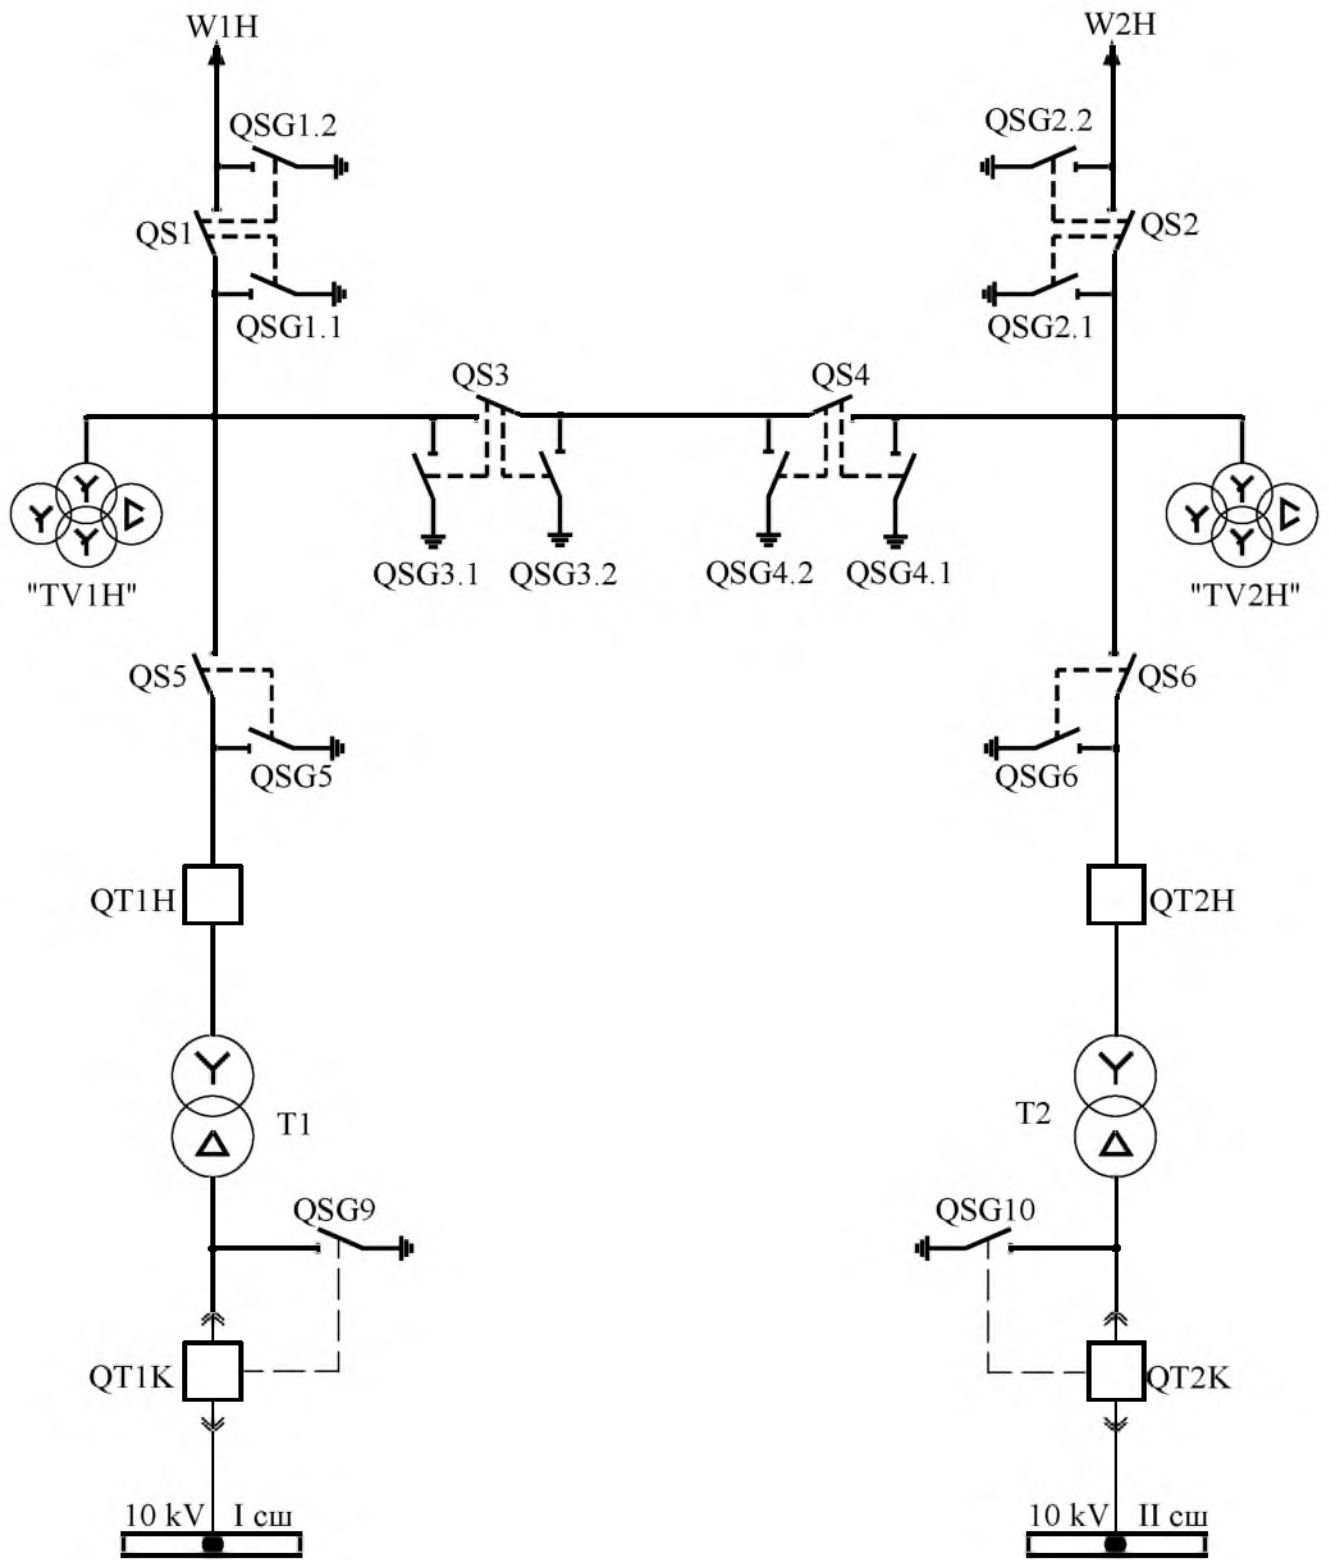 W1H
W2H
QSG1.2
QSG2.2
QS1
QS2
QSG1.1
QSG2.1
QS3
QS4
QSG3.1
QSG3.2
QSG4.2
QSG4.1
"TV1H"
"TV2H"
QS5
QS6
QSG5
QSG6
QT1H
QT2H
T1
T2
QSG9
QSG10
QT1K
QT2K
10 kV I сш
10 kV II сш